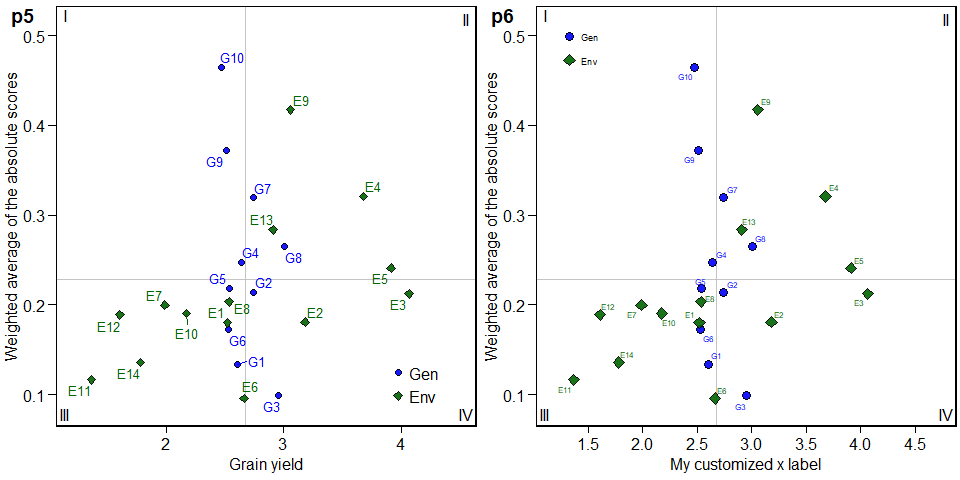 p5
I
II
0.5
0.4
0.3
0.2
0.1
Weighted average of the absolute scores
G10
E9
G9
G7
E4
E13
G8
G4
E5
G5
G2
E3
E7
E1
E8
E2
E12
E10
G6
G1
E14
E11
E6
G3
Gen
Env
III
IV
2
3
4
Grain yield
p6
I
II
0.5
0.4
0.3
0.2
0.1
Weighted average of the absolute scores
Gen
Env
G10
E9
G9
G7
E4
E13
G8
G4
E5
G5
G2
E3
E8
E12
E7
E10
E1
E2
G6
G1
E14
E11
E6
G3
III
IV
1.5
2.0
2.5
3.0
3.5
4.0
4.5
My customized x label